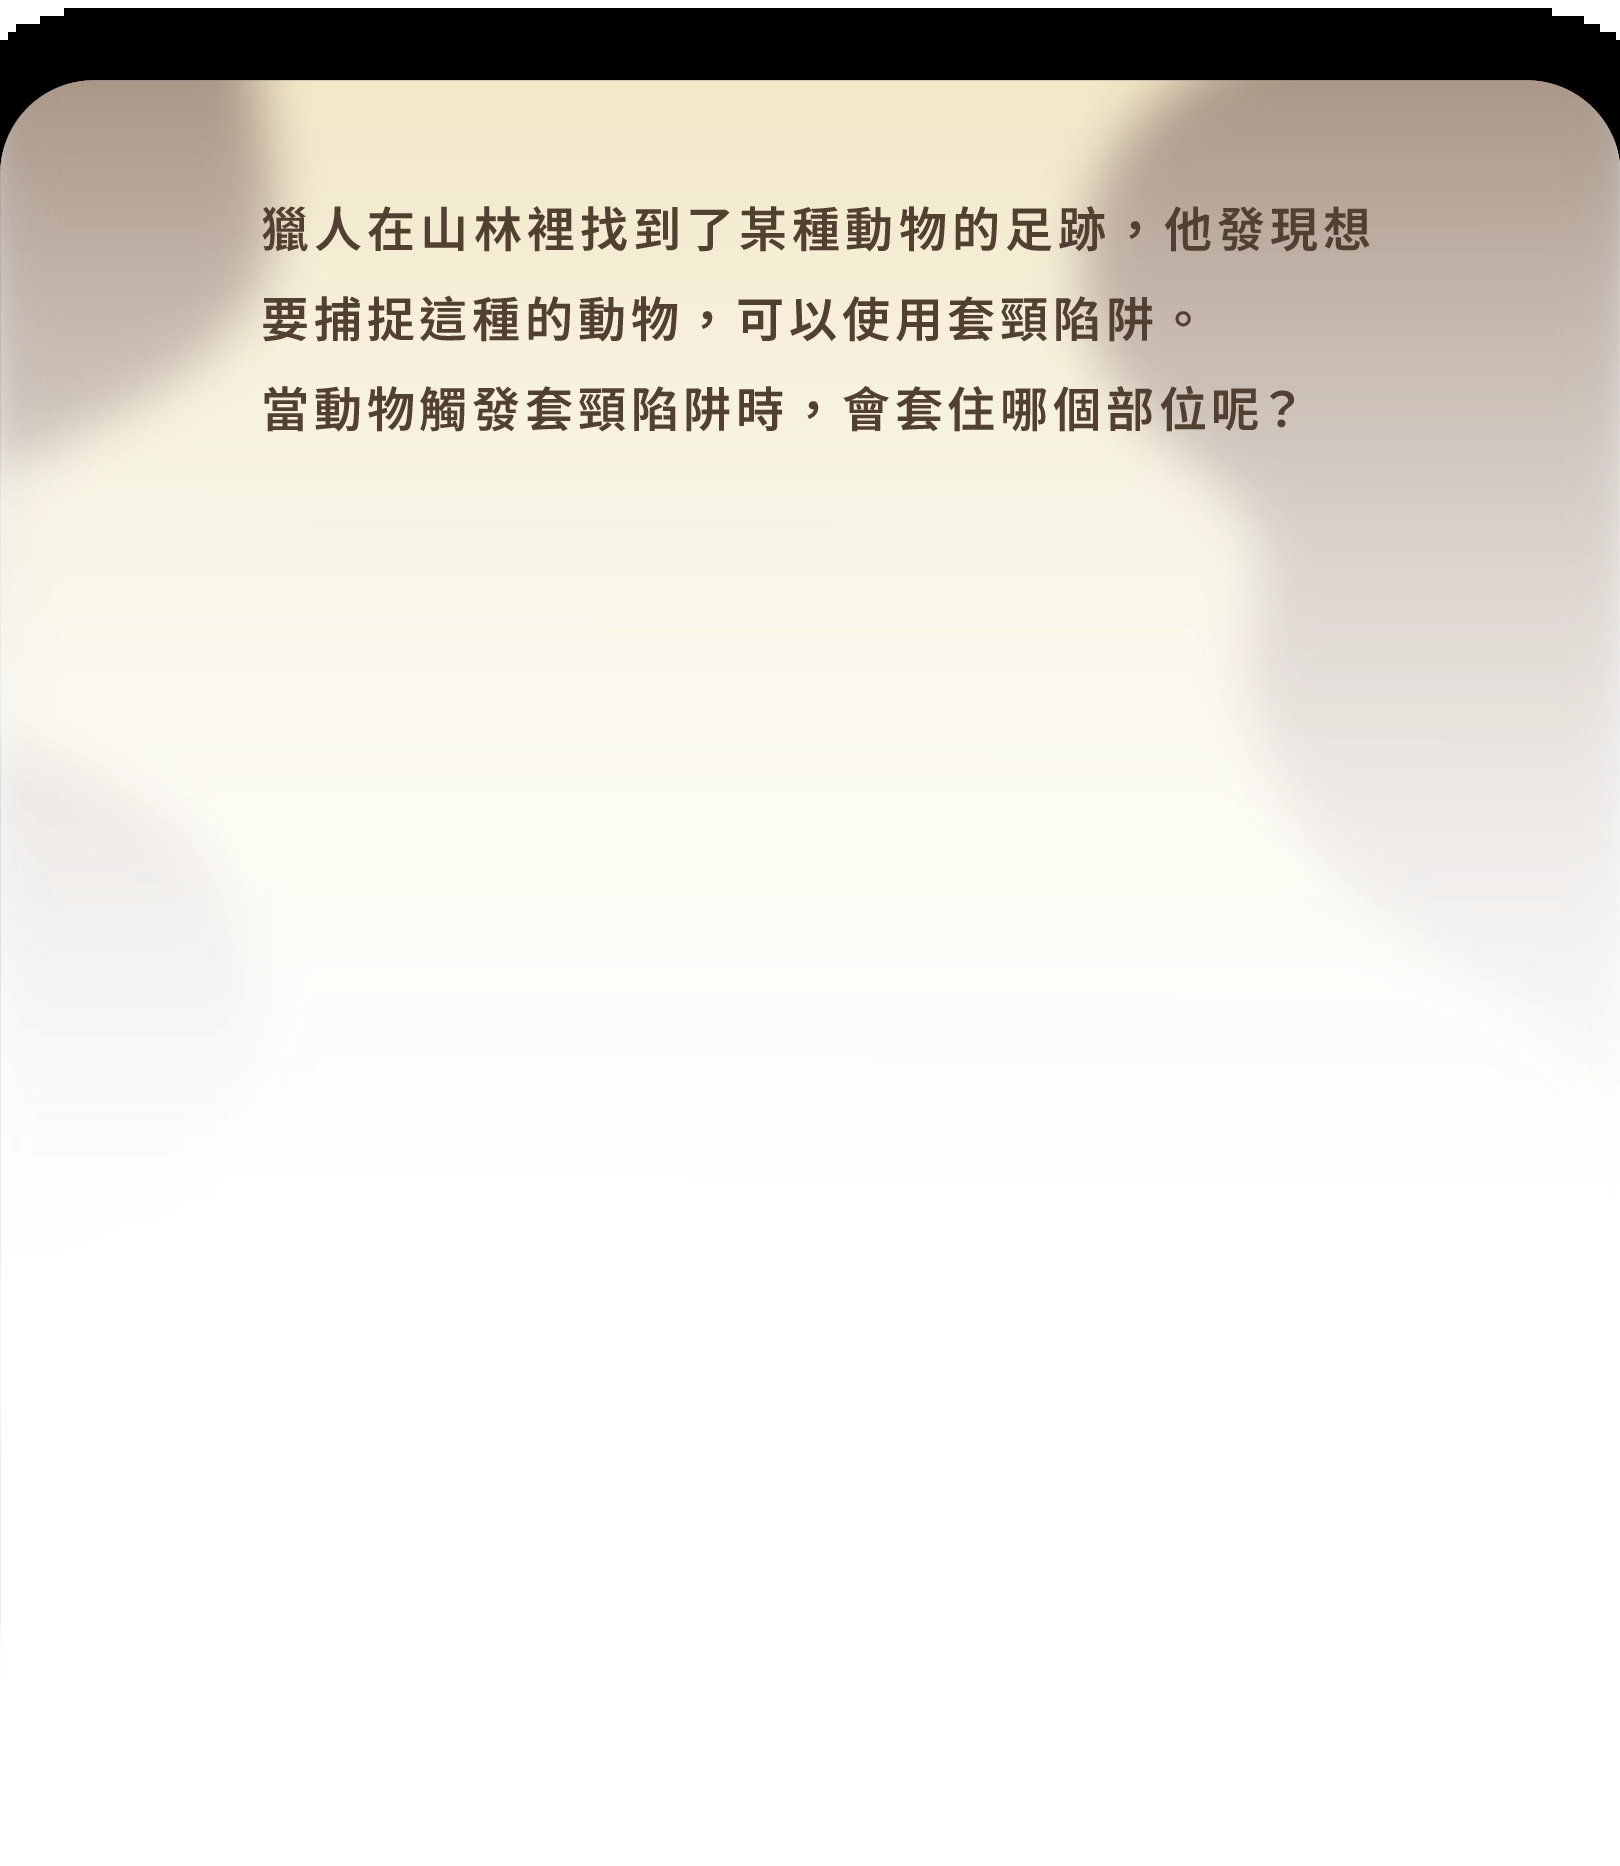 獵人在山林裡找到了某種動物的足跡，他發現想
要捕捉這種的動物，可以使用套頸陷阱。
當動物觸發套頸陷阱時，會套住哪個部位呢？